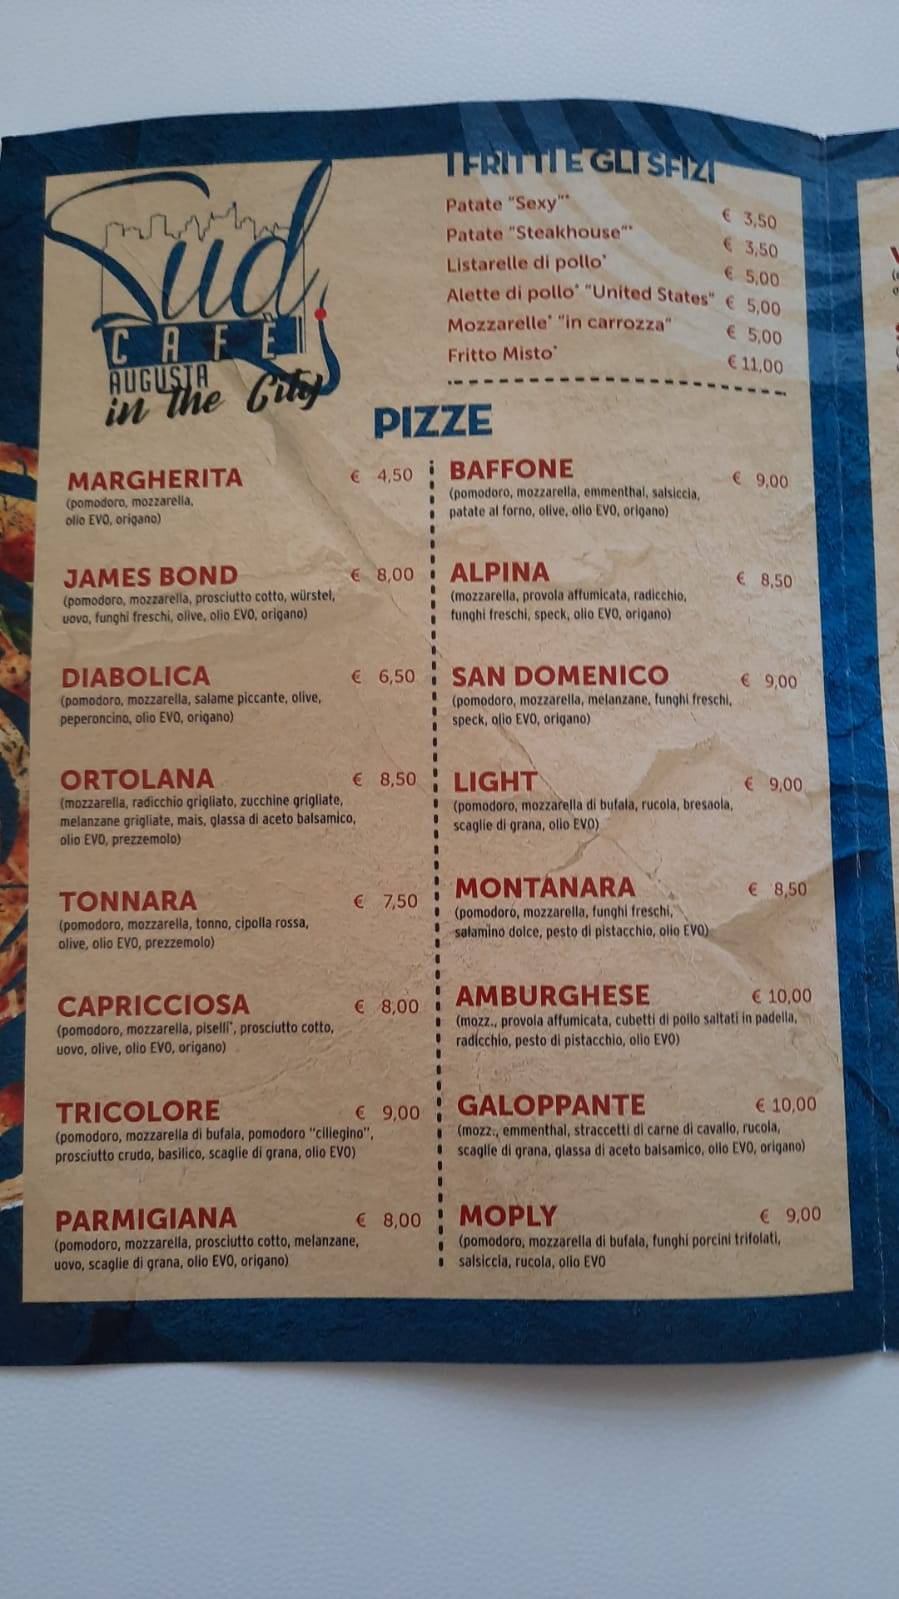 Sud
CAFÈ
AUGUSTA
in the City
I FRITTI E GLI SFIZI
Patate "Sexy"* € 3,50
Patate "Steakhouse"* € 3,50
Listarelle di pollo* € 5,00
Alette di pollo* "United States" € 5,00
Mozzarelle* "in carrozza" € 5,00
Fritto Misto* € 11,00
PIZZE
MARGHERITA € 4,50
(pomodoro, mozzarella,
olio EVO, origano)
JAMES BOND € 8,00
(pomodoro, mozzarella, prosciutto cotto, würstel,
uovo, funghi freschi, olive, olio EVO, origano)
DIABOLICA € 6,50
(pomodoro, mozzarella, salame piccante, olive,
peperoncino, olio EVO, origano)
ORTOLANA € 8,50
(mozzarella, radicchio grigliato, zucchine grigliate,
melanzane grigliate, mais, glassa di aceto balsamico,
olio EVO, prezzemolo)
TONNARA € 7,50
(pomodoro, mozzarella, tonno, cipolla rossa,
olive, olio EVO, prezzemolo)
CAPRICCIOSA € 8,00
(pomodoro, mozzarella, piselli*, prosciutto cotto,
uovo, olive, olio EVO, origano)
TRICOLORE € 9,00
(pomodoro, mozzarella di bufala, pomodoro "ciliegino",
prosciutto crudo, basilico, scaglie di grana, olio EVO)
PARMIGIANA € 8,00
(pomodoro, mozzarella, prosciutto cotto, melanzane,
uovo, scaglie di grana, olio EVO, origano)
BAFFONE € 9,00
(pomodoro, mozzarella, emmenthal, salsiccia,
patate al forno, olive, olio EVO, origano)
ALPINA € 8,50
(mozzarella, provola affumicata, radicchio,
funghi freschi, speck, olio EVO, origano)
SAN DOMENICO € 9,00
(pomodoro, mozzarella, melanzane, funghi freschi,
speck, olio EVO, origano)
LIGHT € 9,00
(pomodoro, mozzarella di bufala, rucola, bresaola,
scaglie di grana, olio EVO)
MONTANARA € 8,50
(pomodoro, mozzarella, funghi freschi,
salamino dolce, pesto di pistacchio, olio EVO)
AMBURGHESE € 10,00
(mozz., provola affumicata, cubetti di pollo saltati in padella,
radicchio, pesto di pistacchio, olio EVO)
GALOPPANTE € 10,00
(mozz., emmenthal, straccetti di carne di cavallo, rucola,
scaglie di grana, glassa di aceto balsamico, olio EVO, origano)
MOPLY € 9,00
(pomodoro, mozzarella di bufala, funghi porcini trifolati,
salsiccia, rucola, olio EVO